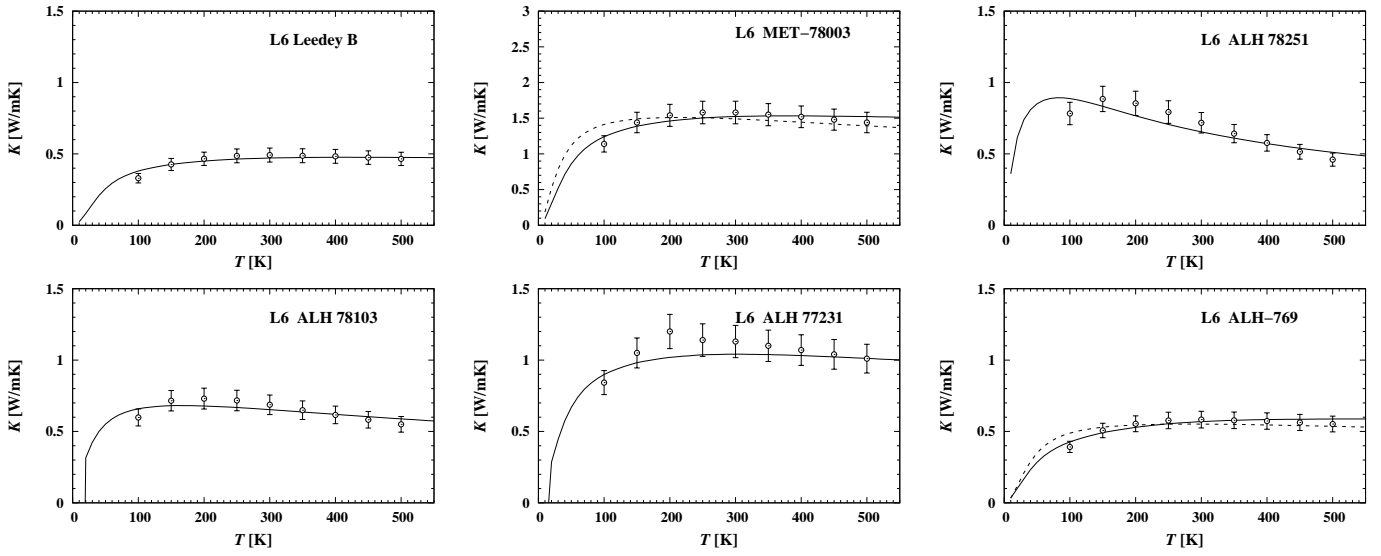 1.5
L6 Leedey B
1
0.5
0
0 100 200 300 400 500
K [W/mK]
T [K]
3
L6 MET−78003
2.5
2
1.5
1
0.5
0
0 100 200 300 400 500
K [W/mK]
T [K]
1.5
L6 ALH 78251
1
0.5
0
0 100 200 300 400 500
K [W/mK]
T [K]
1.5
L6 ALH 78103
1
0.5
0
0 100 200 300 400 500
K [W/mK]
T [K]
1.5
L6 ALH 77231
1
0.5
0
0 100 200 300 400 500
K [W/mK]
T [K]
1.5
L6 ALH−769
1
0.5
0
0 100 200 300 400 500
K [W/mK]
T [K]